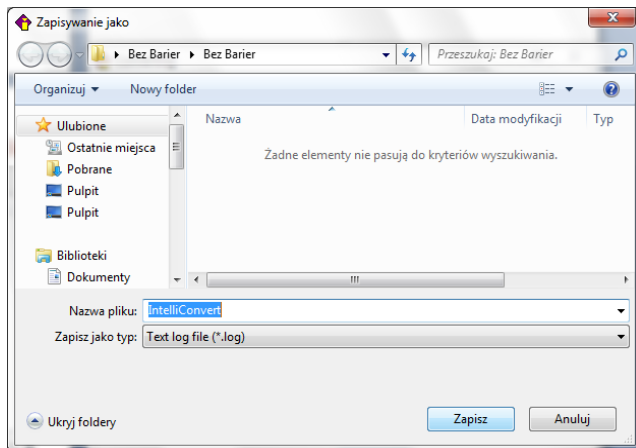 Zapisywanie jako
Bez Barier Bez Barier Przeszukaj: Bez Barier
Organizuj Nowy folder
Ulubione
Ostatnie miejsca
Pobrane
Pulpit
Pulpit
Biblioteki
Dokumenty
Nazwa Data modyfikacji Typ
Żadne elementy nie pasują do kryteriów wyszukiwania.
Nazwa pliku: IntelliConvert
Zapisz jako typ: Text log file (*.log)
Ukryj foldery Zapisz Anuluj